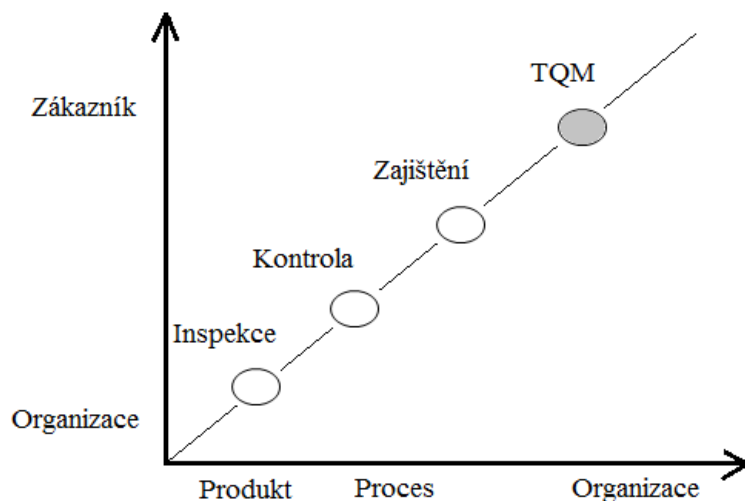 TQM
Zákazník
Zajištění
Kontrola
Inspekce
Organizace
Produkt Proces Organizace